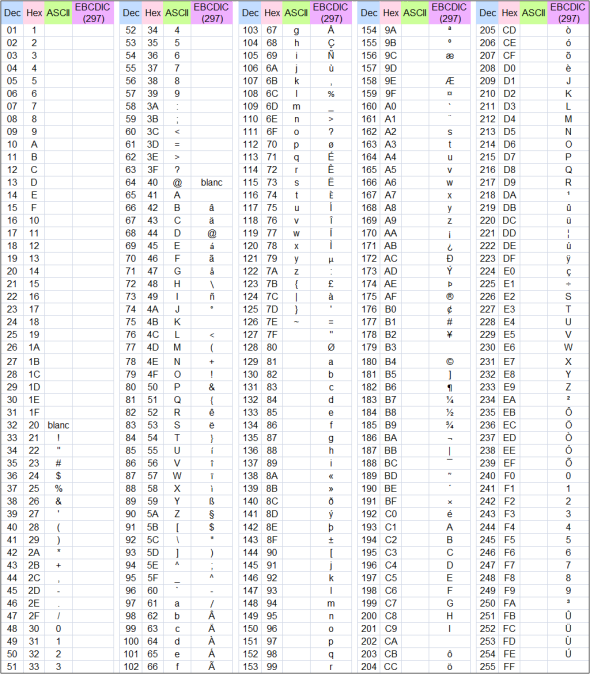 Dec Hex ASCII EBCDIC (297)
01 1
02 2
03 3
04 4
05 5
06 6
07 7
08 8
09 9
10 A
11 B
12 C
13 D
14 E
15 F
16 10
17 11
18 12
19 13
20 14
21 15
22 16
23 17
24 18
25 19
26 1A
27 1B
28 1C
29 1D
30 1E
31 1F
32 20 blanc
33 21 !
34 22 "
35 23 #
36 24 $
37 25 %
38 26 &
39 27 '
40 28 (
41 29 )
42 2A *
43 2B +
44 2C ,
45 2D -
46 2E .
47 2F /
48 30 0
49 31 1
50 32 2
51 33 3
Dec Hex ASCII EBCDIC (297)
52 34 4
53 35 5
54 36 6
55 37 7
56 38 8
57 39 9
58 3A :
59 3B ;
60 3C <
61 3D =
62 3E >
63 3F ?
64 40 @ blanc
65 41 A
66 42 B â
67 43 C ä
68 44 D @
69 45 E á
70 46 F ã
71 47 G å
72 48 H \
73 49 I ñ
74 4A J °
75 4B K
76 4C L <
77 4D M (
78 4E N +
79 4F O !
80 50 P &
81 51 Q {
82 52 R ê
83 53 S ë
84 54 T }
85 55 U í
86 56 V î
87 57 W ï
88 58 X ì
89 59 Y ß
90 5A Z §
91 5B [ $
92 5C \ *
93 5D ] )
94 5E ^ ;
95 5F _ ^
96 60 ` -
97 61 a /
98 62 b Â
99 63 c Ä
100 64 d À
101 65 e Á
102 66 f Ã
Dec Hex ASCII EBCDIC (297)
103 67 g Å
104 68 h Ç
105 69 i Ñ
106 6A j ù
107 6B k ,
108 6C l %
109 6D m _
110 6E n >
111 6F o ?
112 70 p ø
113 71 q É
114 72 r Ê
115 73 s Ë
116 74 t È
117 75 u Í
118 76 v Î
119 77 w Ï
120 78 x Ì
121 79 y µ
122 7A z :
123 7B { £
124 7C | à
125 7D } '
126 7E ~ =
127 7F "
128 80 Ø
129 81 a
130 82 b
131 83 c
132 84 d
133 85 e
134 86 f
135 87 g
136 88 h
137 89 i
138 8A «
139 8B »
140 8C ð
141 8D ý
142 8E þ
143 8F ±
144 90 [
145 91 j
146 92 k
147 93 l
148 94 m
149 95 n
150 96 o
151 97 p
152 98 q
153 99 r
Dec Hex ASCII EBCDIC (297)
154 9A ª
155 9B º
156 9C æ
157 9D
158 9E Æ
159 9F ¤
160 A0 `
161 A1 ¨
162 A2 s
163 A3 t
164 A4 u
165 A5 v
166 A6 w
167 A7 x
168 A8 y
169 A9 z
170 AA ¡
171 AB ¿
172 AC Ð
173 AD Ý
174 AE Þ
175 AF ®
176 B0 ¢
177 B1 #
178 B2 ¥
179 B3
180 B4 ©
181 B5 ]
182 B6 ¶
183 B7 ¼
184 B8 ½
185 B9 ¾
186 BA ¬
187 BB |
188 BC ¯
189 BD ¨
190 BE ´
191 BF ×
192 C0 é
193 C1 A
194 C2 B
195 C3 C
196 C4 D
197 C5 E
198 C6 F
199 C7 G
200 C8 H
201 C9 I
202 CA
203 CB ô
204 CC ö
Dec Hex ASCII EBCDIC (297)
205 CD ò
206 CE ó
207 CF õ
208 D0 è
209 D1 J
210 D2 K
211 D3 L
212 D4 M
213 D5 N
214 D6 O
215 D7 P
216 D8 Q
217 D9 R
218 DA ¹
219 DB û
220 DC ü
221 DD ¦
222 DE ú
223 DF ÿ
224 E0 ç
225 E1 ÷
226 E2 S
227 E3 T
228 E4 U
229 E5 V
230 E6 W
231 E7 X
232 E8 Y
233 E9 Z
234 EA ²
235 EB Ô
236 EC Ö
237 ED Ò
238 EE Ó
239 EF Õ
240 F0 0
241 F1 1
242 F2 2
243 F3 3
244 F4 4
245 F5 5
246 F6 6
247 F7 7
248 F8 8
249 F9 9
250 FA ³
251 FB Û
252 FC Ü
253 FD Ù
254 FE Ú
255 FF